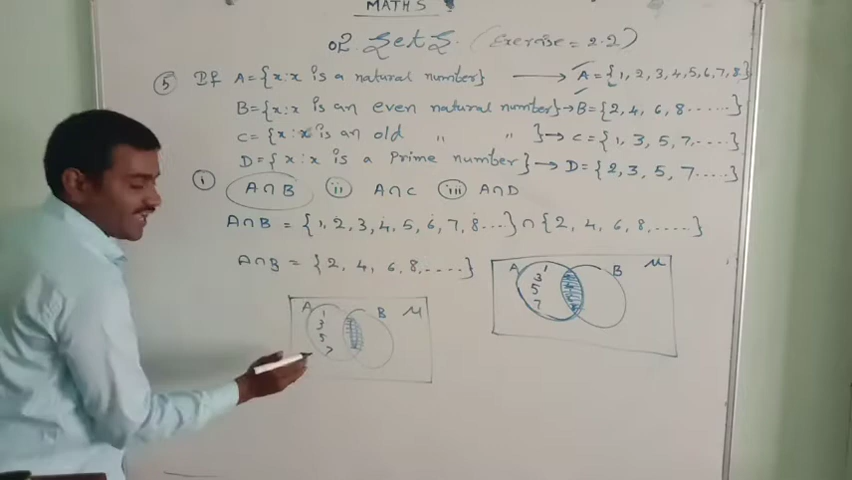 MATHS
02. Sets. (Exercise = 2.2)
5 If A={x:x is a natural number} → A={1,2,3,4,5,6,7,8}
B={x:x is an even natural number}→B={2,4,6,8......}
C={x:x is an old " " }→ C={1,3,5,7,....}
D={x:x is a prime number}→ D={2,3,5,7.....}
i A∩B ii A∩C iii A∩D
A∩B = {1,2,3,4,5,6,7,8...}∩{2,4,6,8,.....}
A∩B = {2,4,6,8,.....}
A 1 3 5 7 B μ
A 1 3 5 7 B μ